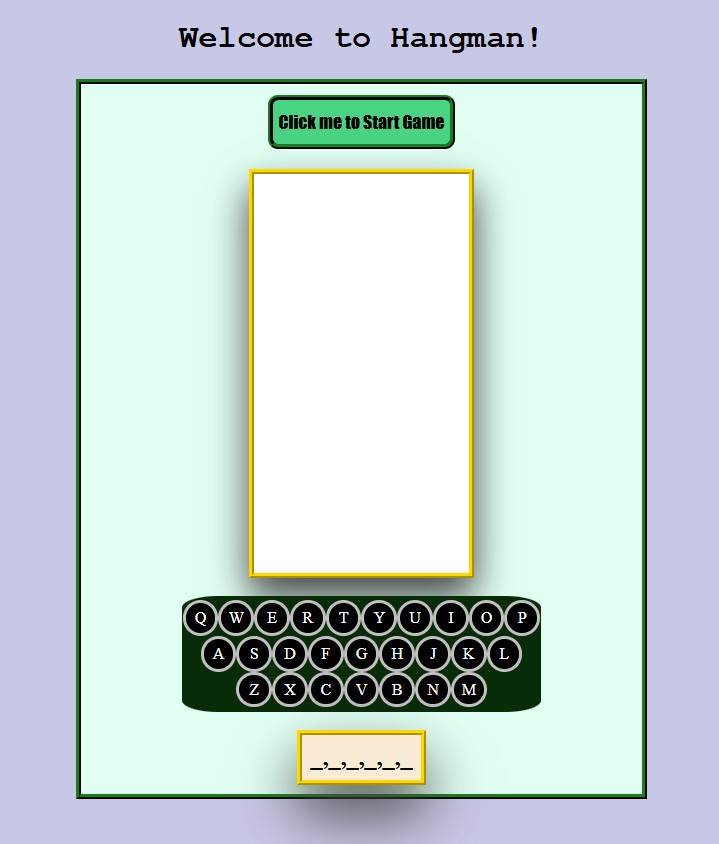 Welcome to Hangman!
Click me to Start Game
Q W E R T Y U I O P
A S D F G H J K L
Z X C V B N M
_,_,_,_,_,_